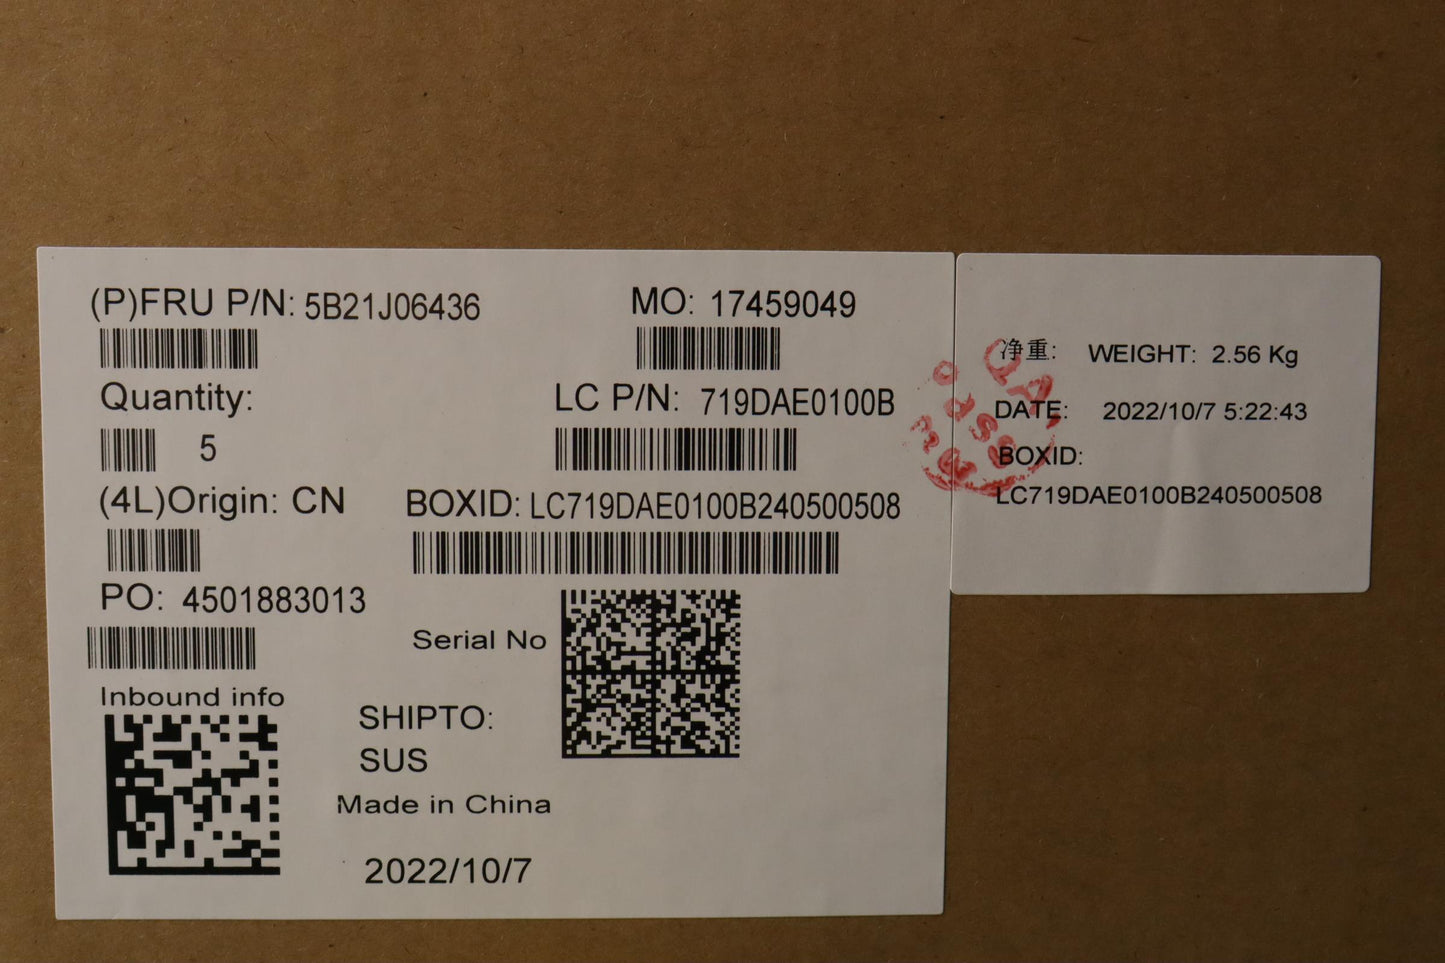 (P)FRU P/N: 5B21J06436
MO: 17459049
Quantity:
5
LC P/N: 719DAE0100B
(4L)Origin: CN
BOXID: LC719DAE0100B240500508
PO: 4501883013
Serial No
Inbound info
SHIPTO:
SUS
Made in China
2022/10/7
净重: WEIGHT: 2.56 Kg
DATE: 2022/10/7 5:22:43
BOXID:
LC719DAE0100B240500508
QA